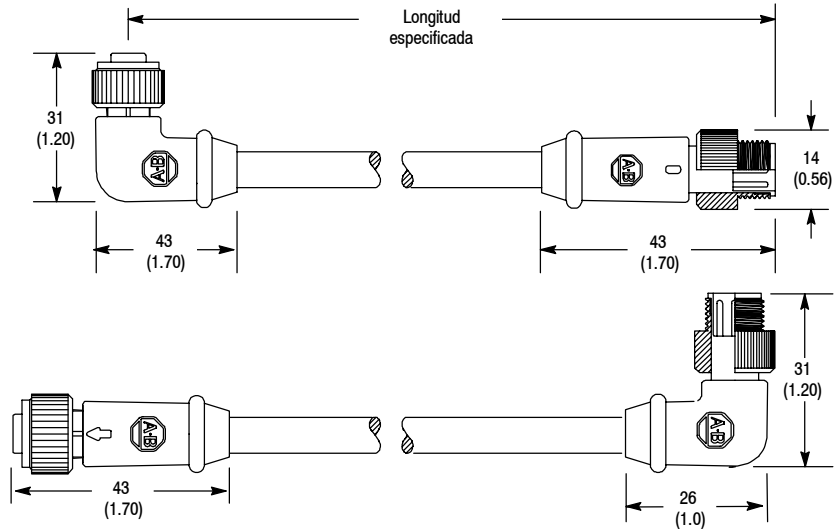 Longitud
especificada
31
(1.20)
A-B
A-B
14
(0.56)
43
(1.70)
43
(1.70)
A-B
A-B
31
(1.20)
43
(1.70)
26
(1.0)